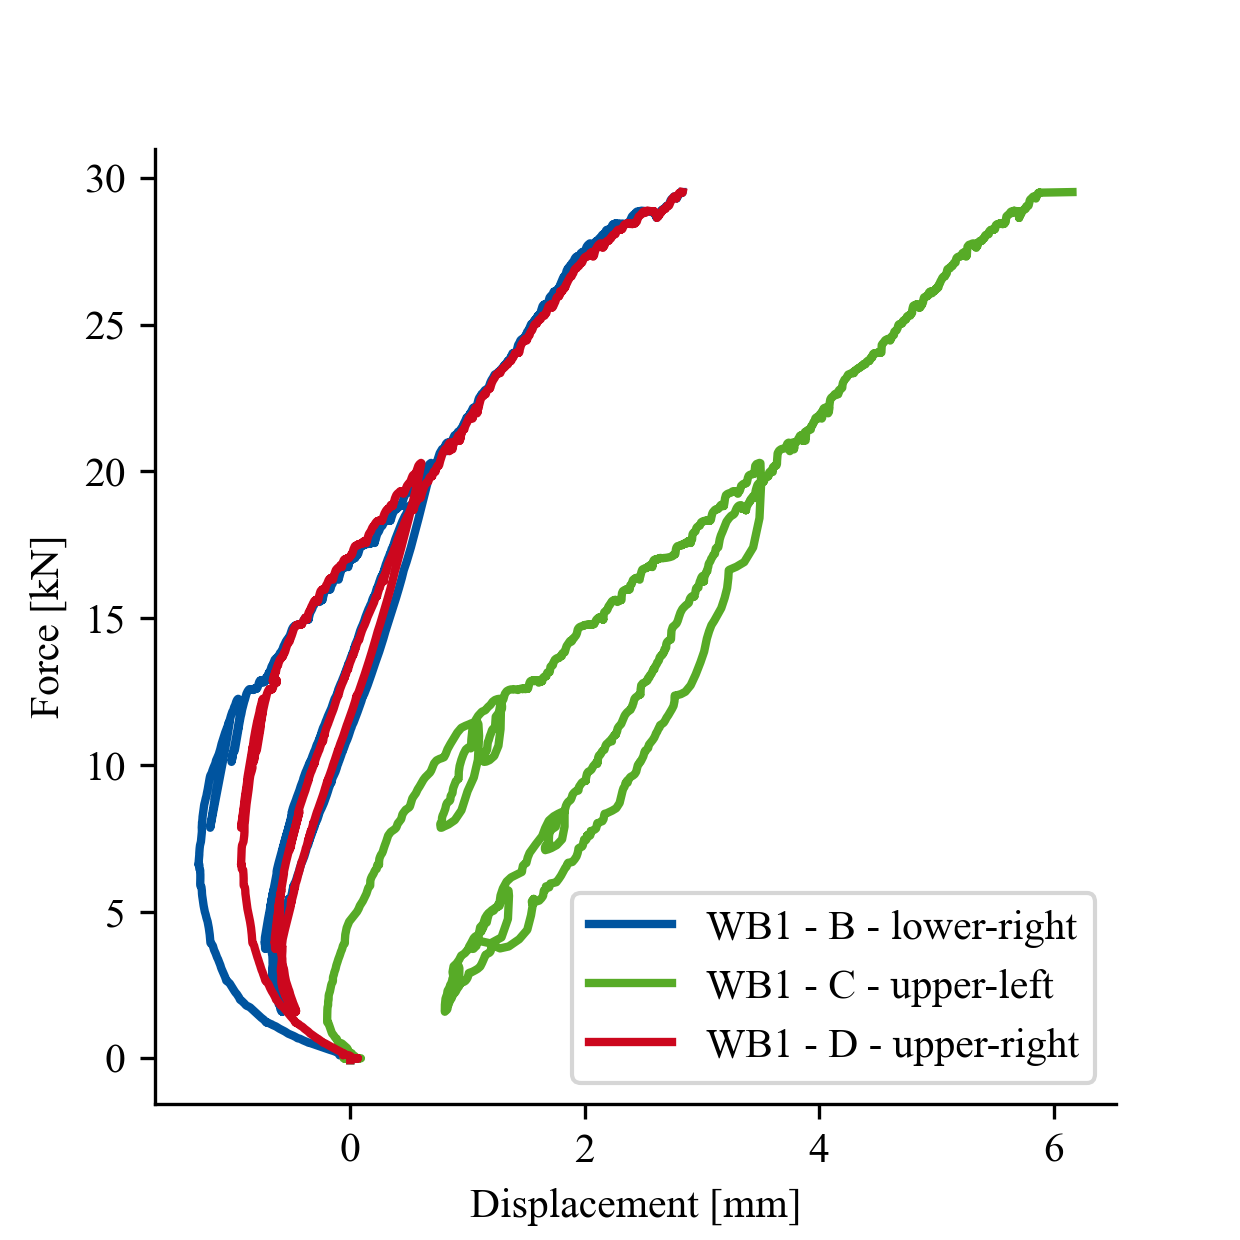 30
25
20
15
10
5
0
Force [kN]
WB1 - B - lower-right
WB1 - C - upper-left
WB1 - D - upper-right
0 2 4 6
Displacement [mm]